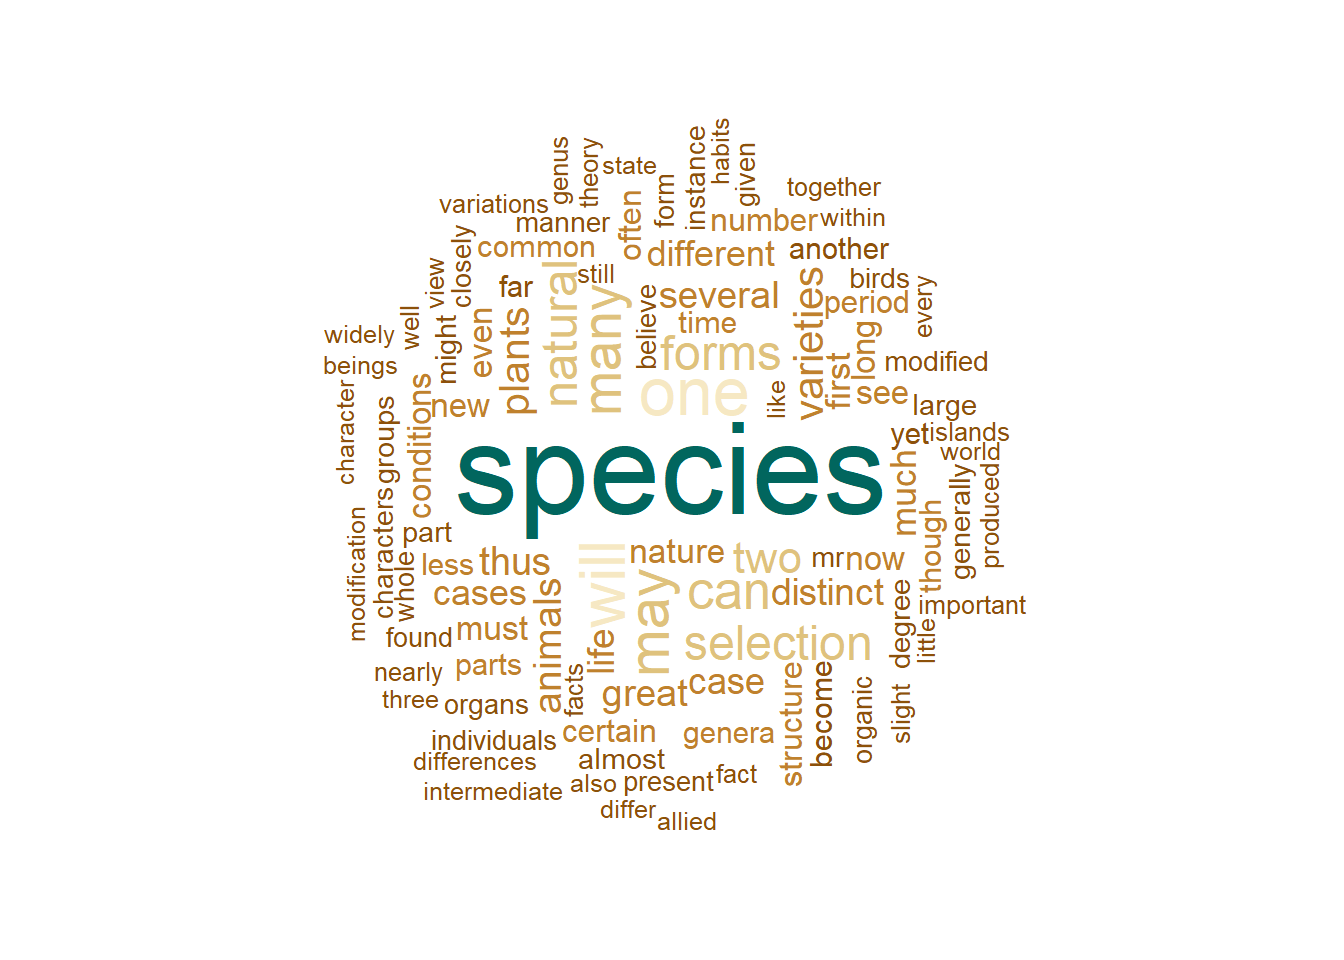 genus
theory
state
form
instance
habits
given
together
variations
manner
often
number
within
common
different
another
view
closely
far
natural
still
many
believe
several
time
varieties
birds
period
every
widely
well
might
even
plants
forms
first
long
modified
beings
one
like
see
character
groups
conditions
new
large
species
yet
islands
world
much
generally
produced
though
modification
characters
part
whole
less
thus
will
nature
two
mr
now
may
can
distinct
degree
important
little
cases
animals
found
must
life
selection
nearly
parts
facts
great
case
structure
become
organic
slight
three
organs
individuals
certain
genera
differences
almost
intermediate
also
present
fact
differ
allied